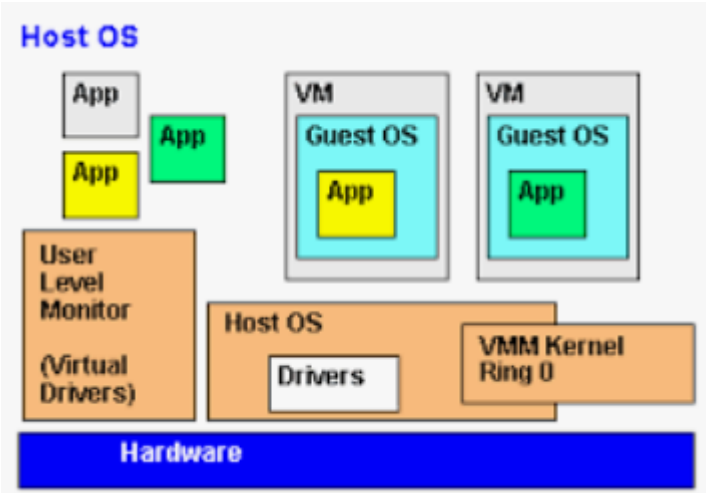 Host OS
App
App
App
VM
Guest OS
App
VM
Guest OS
App
User
Level
Monitor
(Virtual
Drivers)
Host OS
Drivers
VMM Kernel
Ring 0
Hardware